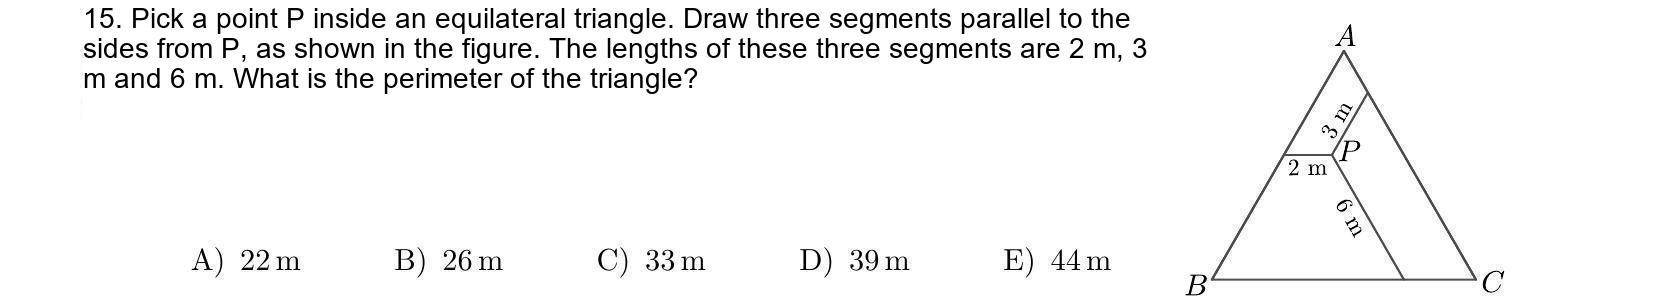 15. Pick a point P inside an equilateral triangle. Draw three segments parallel to the
sides from P, as shown in the figure. The lengths of these three segments are 2 m, 3
m and 6 m. What is the perimeter of the triangle?
A
3 m
P
2 m
6 m
B
C
A) 22 m B) 26 m C) 33 m D) 39 m E) 44 m